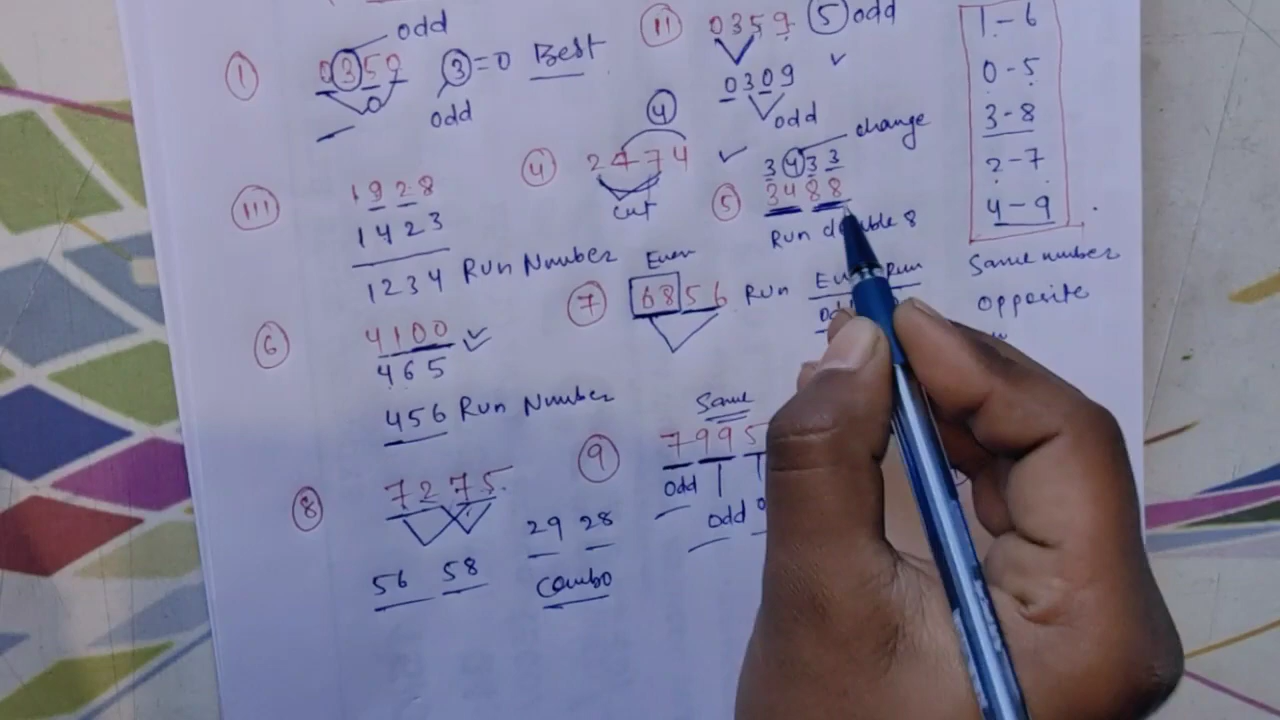 odd
1 0359 3=0 Best
0
odd
11 0359 5 odd
0309
odd
111 1928
1423
1234 Run Number
4
4 2474
cut
change
3433
5 3488
Run double 8
6 4100
465
456 Run Number
Even
7 6856 Run
Run
8 7275
56 58
29 28
Combo
Same
9 7995
odd
odd
1-6
0-5
3-8
2-7
4-9
Same number
opposite